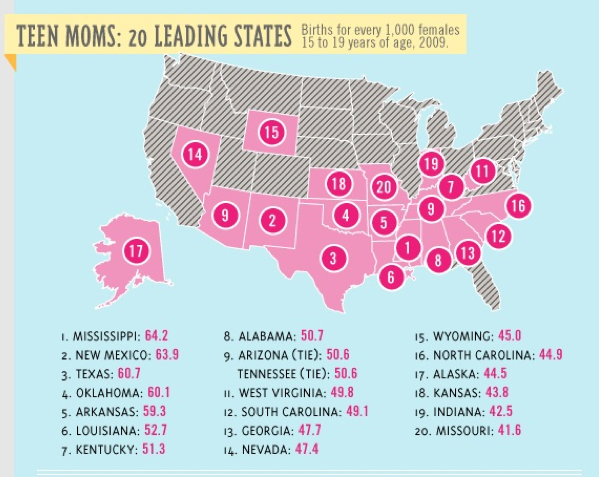 TEEN MOMS: 20 LEADING STATES
Births for every 1,000 females
15 to 19 years of age, 2009.
15
14
19
11
18
20
7
9
2
4
5
9
16
12
17
3
1
8
13
6
1. MISSISSIPPI: 64.2
2. NEW MEXICO: 63.9
3. TEXAS: 60.7
4. OKLAHOMA: 60.1
5. ARKANSAS: 59.3
6. LOUISIANA: 52.7
7. KENTUCKY: 51.3
8. ALABAMA: 50.7
9. ARIZONA (TIE): 50.6
TENNESSEE (TIE): 50.6
11. WEST VIRGINIA: 49.8
12. SOUTH CAROLINA: 49.1
13. GEORGIA: 47.7
14. NEVADA: 47.4
15. WYOMING: 45.0
16. NORTH CAROLINA: 44.9
17. ALASKA: 44.5
18. KANSAS: 43.8
19. INDIANA: 42.5
20. MISSOURI: 41.6